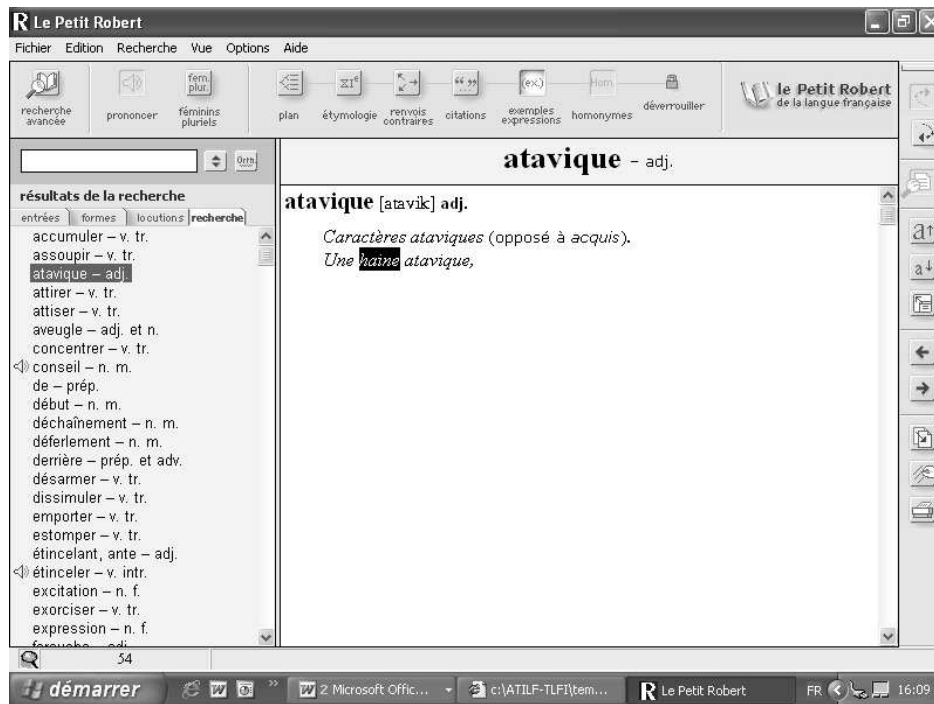 R Le Petit Robert
Fichier Edition Recherche Vue Options Aide
recherche avancée
prononcer
fem. plur.
féminins pluriels
plan
étymologie
renvois contraires
citations
(ex.)
exemples expressions
Hom
homonymes
déverrouiller
le Petit Robert
de la langue française
Orth.
atavique – adj.
résultats de la recherche
entrées formes locutions recherche
accumuler – v. tr.
assoupir – v. tr.
atavique – adj.
attirer – v. tr.
attiser – v. tr.
aveugle – adj. et n.
concentrer – v. tr.
conseil – n. m.
de – prép.
début – n. m.
déchaînement – n. m.
déferlement – n. m.
derrière – prép. et adv.
désarmer – v. tr.
dissimuler – v. tr.
emporter – v. tr.
estomper – v. tr.
étincelant, ante – adj.
étinceler – v. intr.
excitation – n. f.
exorciser – v. tr.
expression – n. f.
atavique [atavik] adj.
Caractères ataviques (opposé à acquis).
Une haine atavique,
54
démarrer
2 Microsoft Offic...
c:\ATILF-TLFI\tem...
R Le Petit Robert
FR
16:09